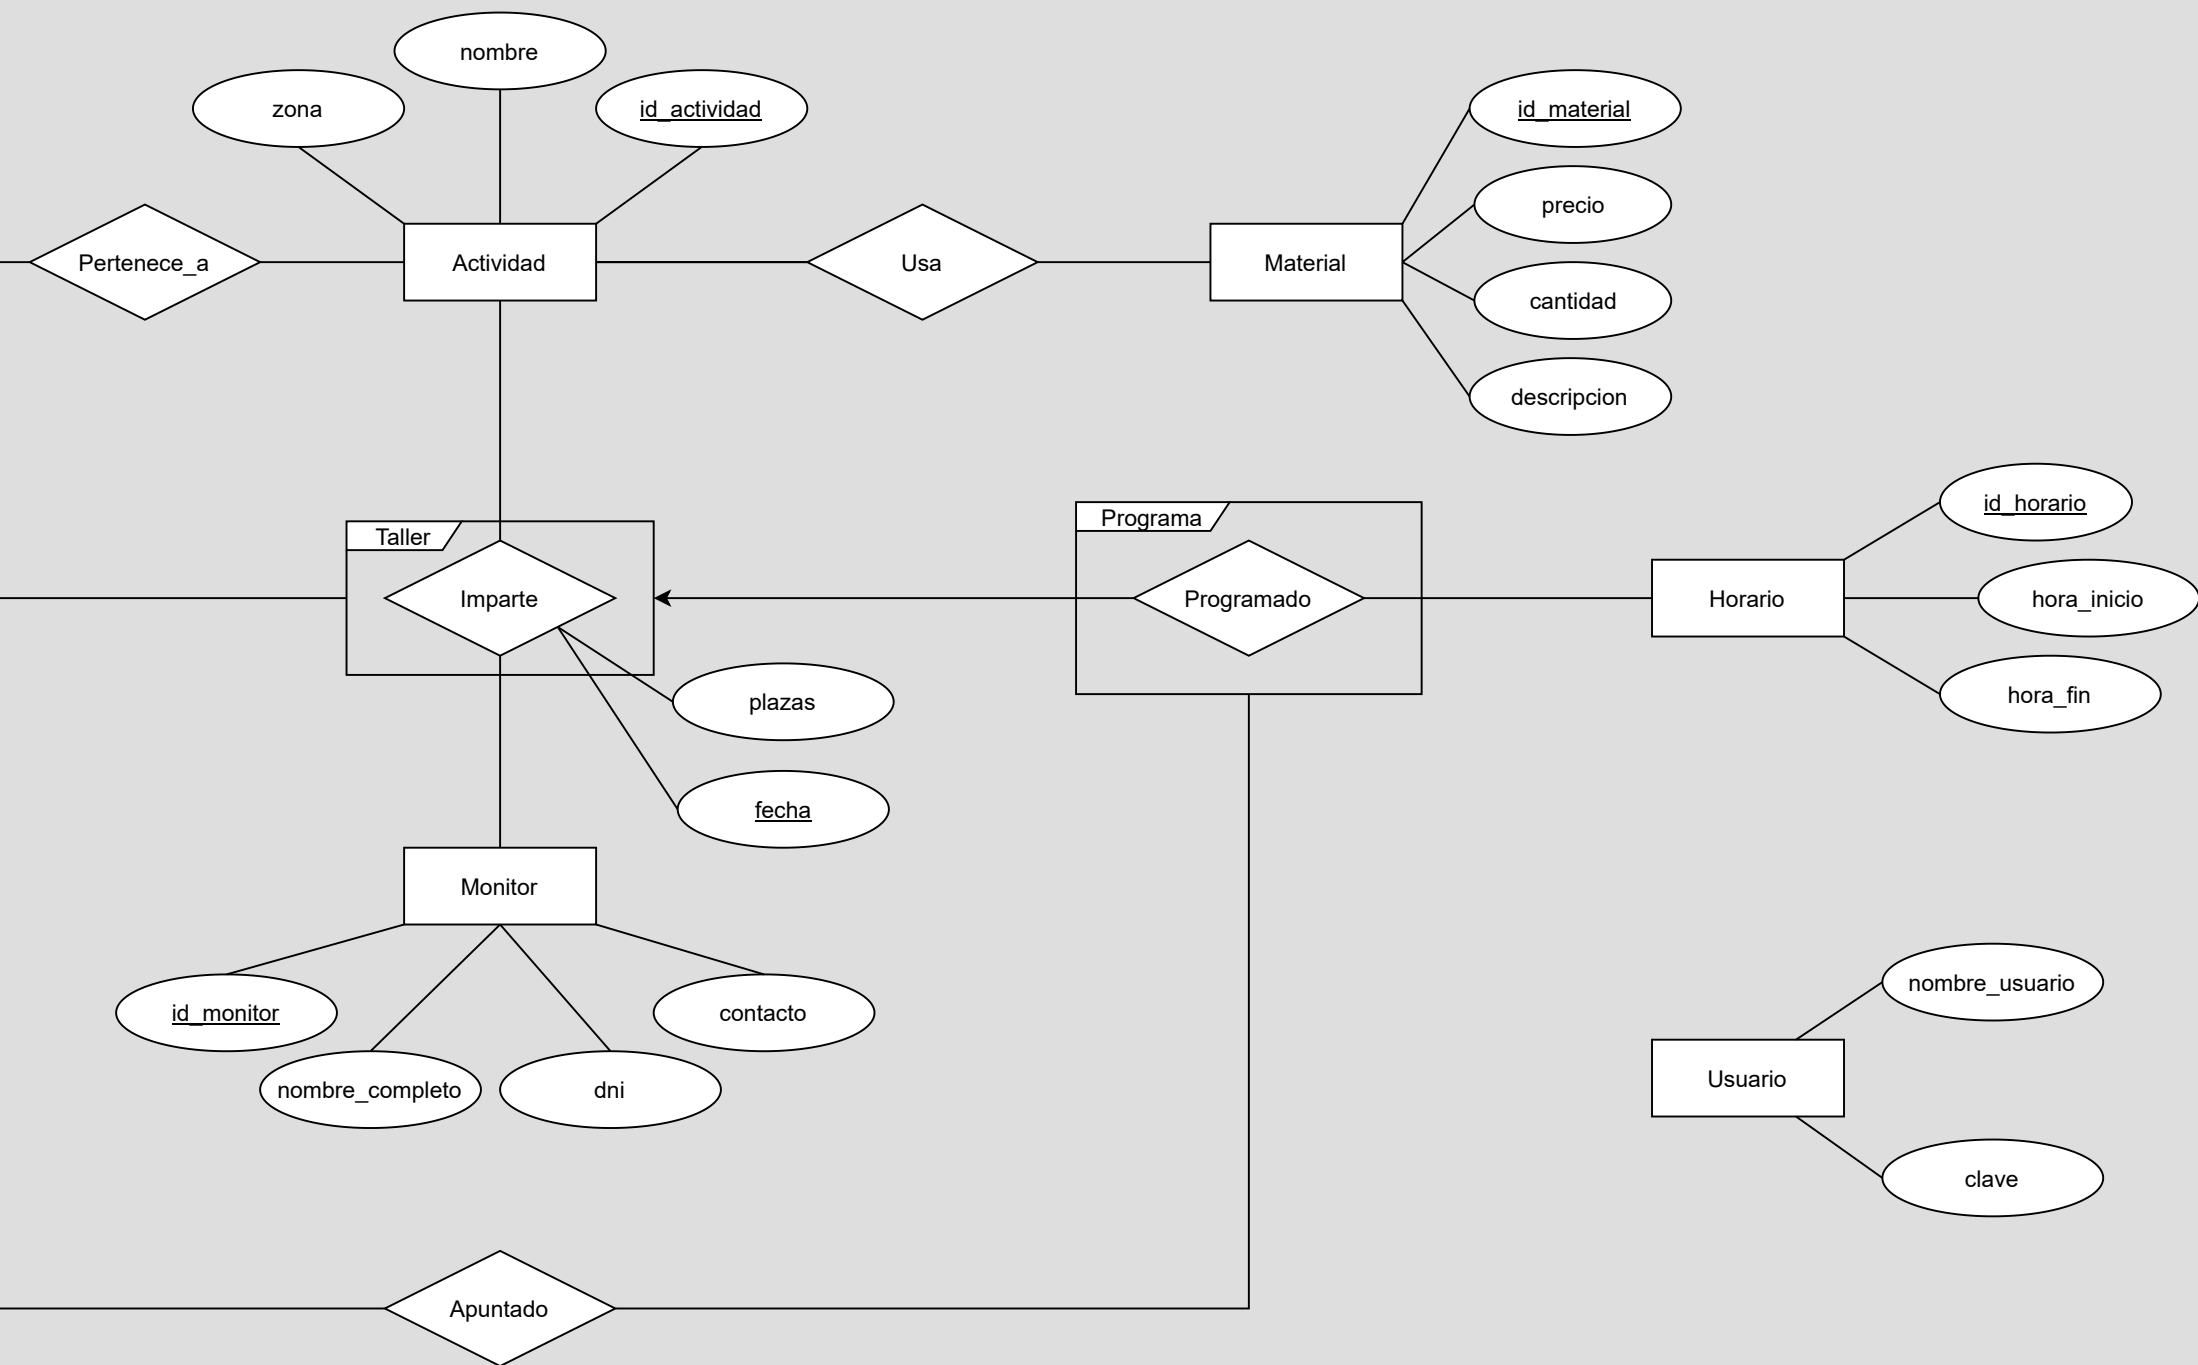 nombre
zona
id_actividad
id_material
precio
Pertenece_a
Actividad
Usa
Material
cantidad
descripcion
id_horario
Programa
Taller
Imparte
Programado
Horario
hora_inicio
plazas
hora_fin
fecha
Monitor
nombre_usuario
id_monitor
contacto
nombre_completo
dni
Usuario
clave
Apuntado